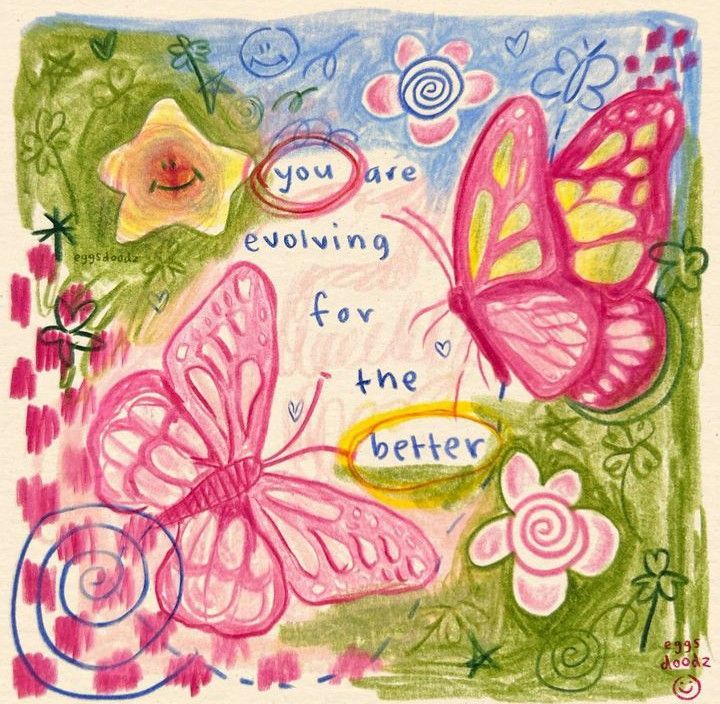 you are
evolving
for
the
better
eggsdoodz
eggs
doodz